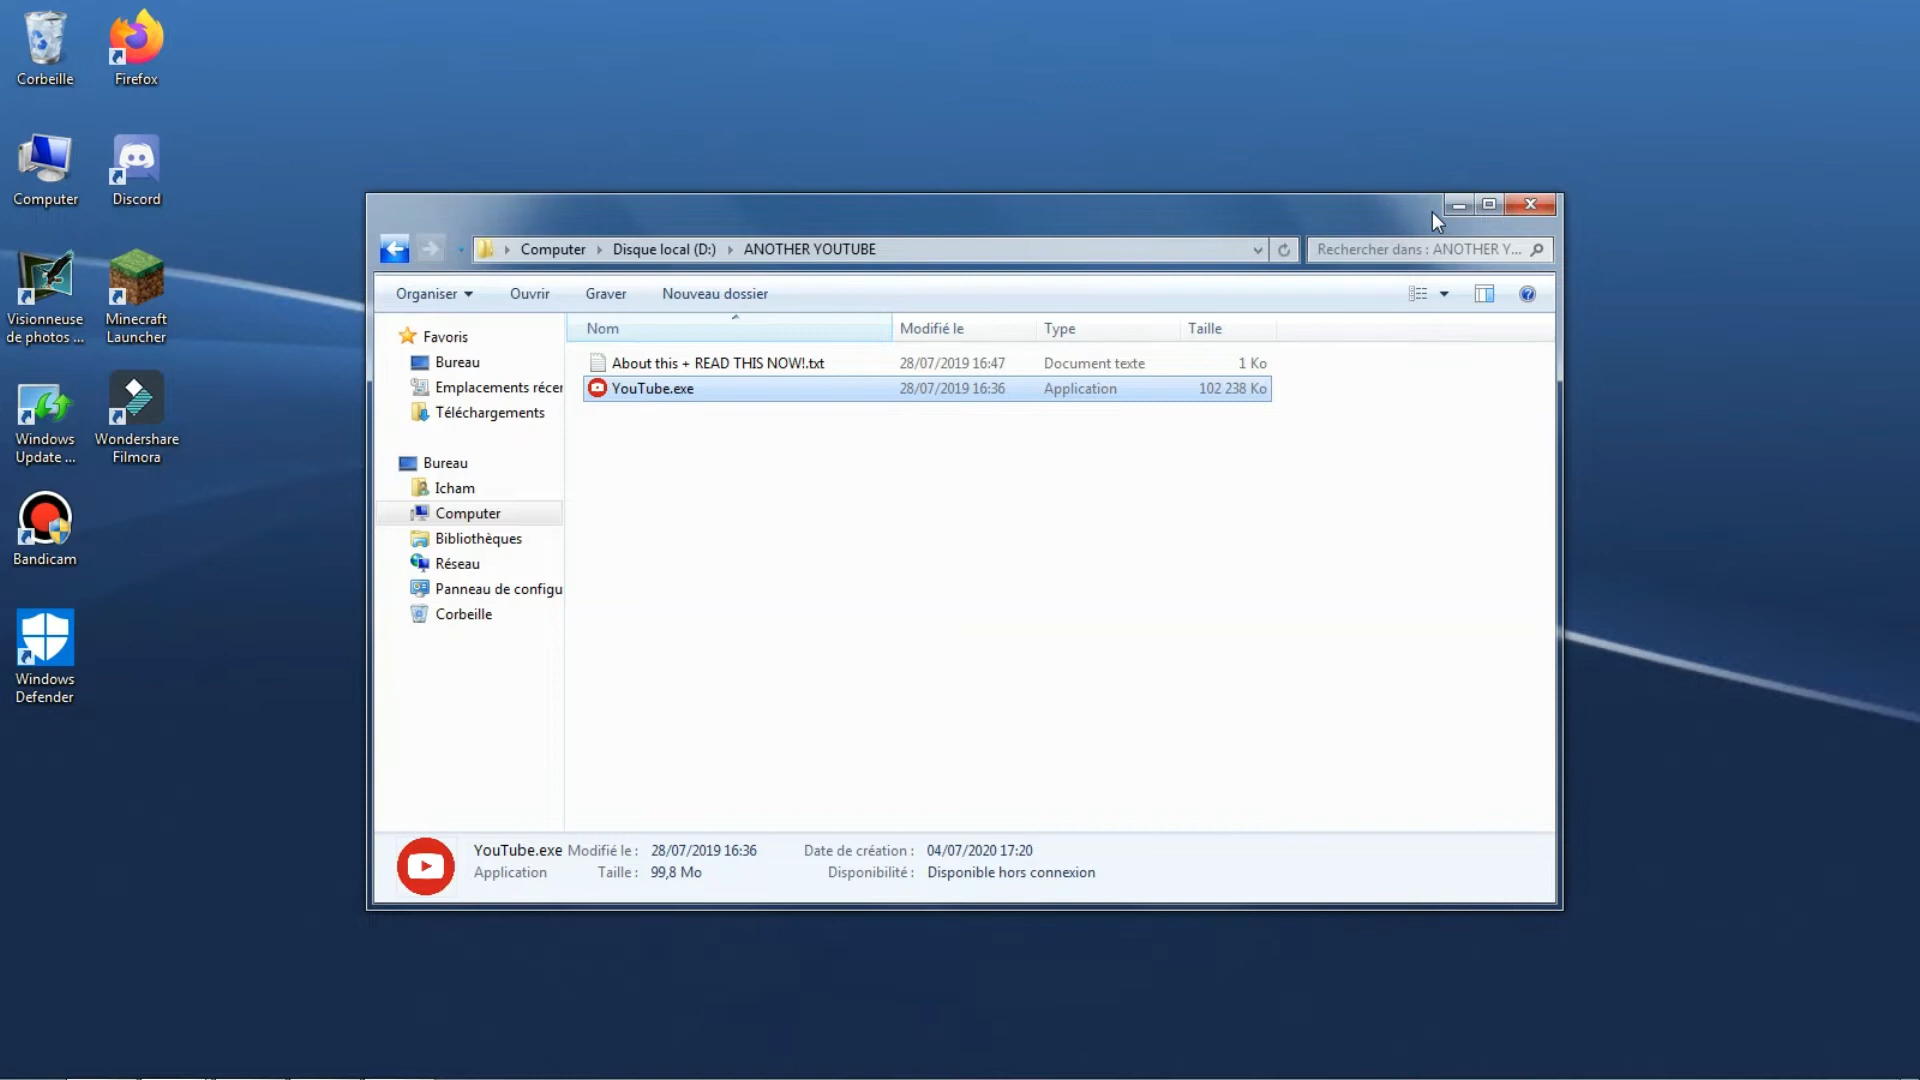 Corbeille
Firefox
Computer
Discord
Visionneuse
de photos ...
Minecraft
Launcher
Windows
Update ...
Wondershare
Filmora
Bandicam
Windows
Defender
Computer
Disque local (D:)
ANOTHER YOUTUBE
Rechercher dans : ANOTHER Y...
Organiser
Ouvrir
Graver
Nouveau dossier
Favoris
Bureau
Emplacements récer
Téléchargements
Bureau
Icham
Computer
Bibliothèques
Réseau
Panneau de configu
Corbeille
Nom Modifié le Type Taille
About this + READ THIS NOW!.txt 28/07/2019 16:47 Document texte 1 Ko
YouTube.exe 28/07/2019 16:36 Application 102 238 Ko
YouTube.exe Modifié le : 28/07/2019 16:36 Date de création : 04/07/2020 17:20
Application Taille : 99,8 Mo Disponibilité : Disponible hors connexion